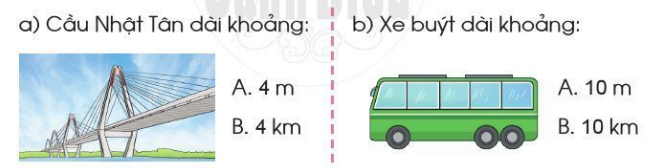 a) Cầu Nhật Tân dài khoảng:
A. 4 m
B. 4 km
b) Xe buýt dài khoảng:
A. 10 m
B. 10 km